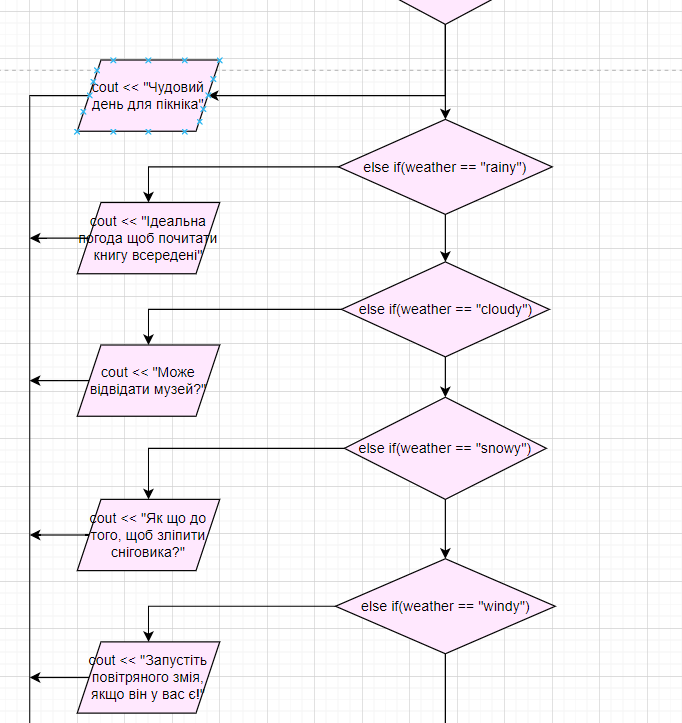 cout << "Чудовий
день для пікніка"
else if(weather == "rainy")
cout << "Ідеальна
погода щоб почитати
книгу всередені"
else if(weather == "cloudy")
cout << "Може
відвідати музей?"
else if(weather == "snowy")
cout << "Як що до
того, щоб зліпити
сніговика?"
else if(weather == "windy")
cout << "Запустіть
повітряного змія,
якщо він у вас є!"